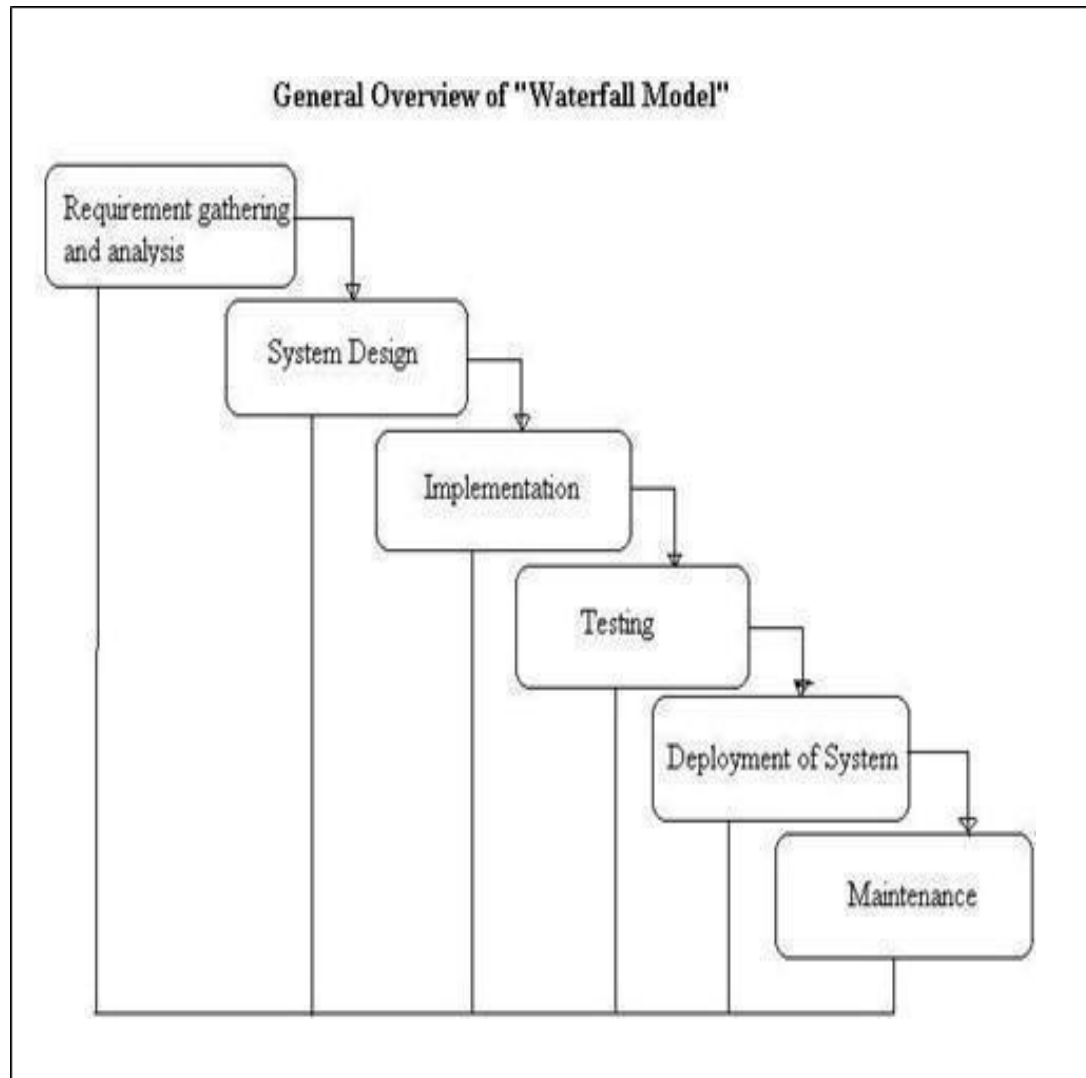 General Overview of "Waterfall Model"
Requirement gathering
and analysis
System Design
Implementation
Testing
Deployment of System
Maintenance